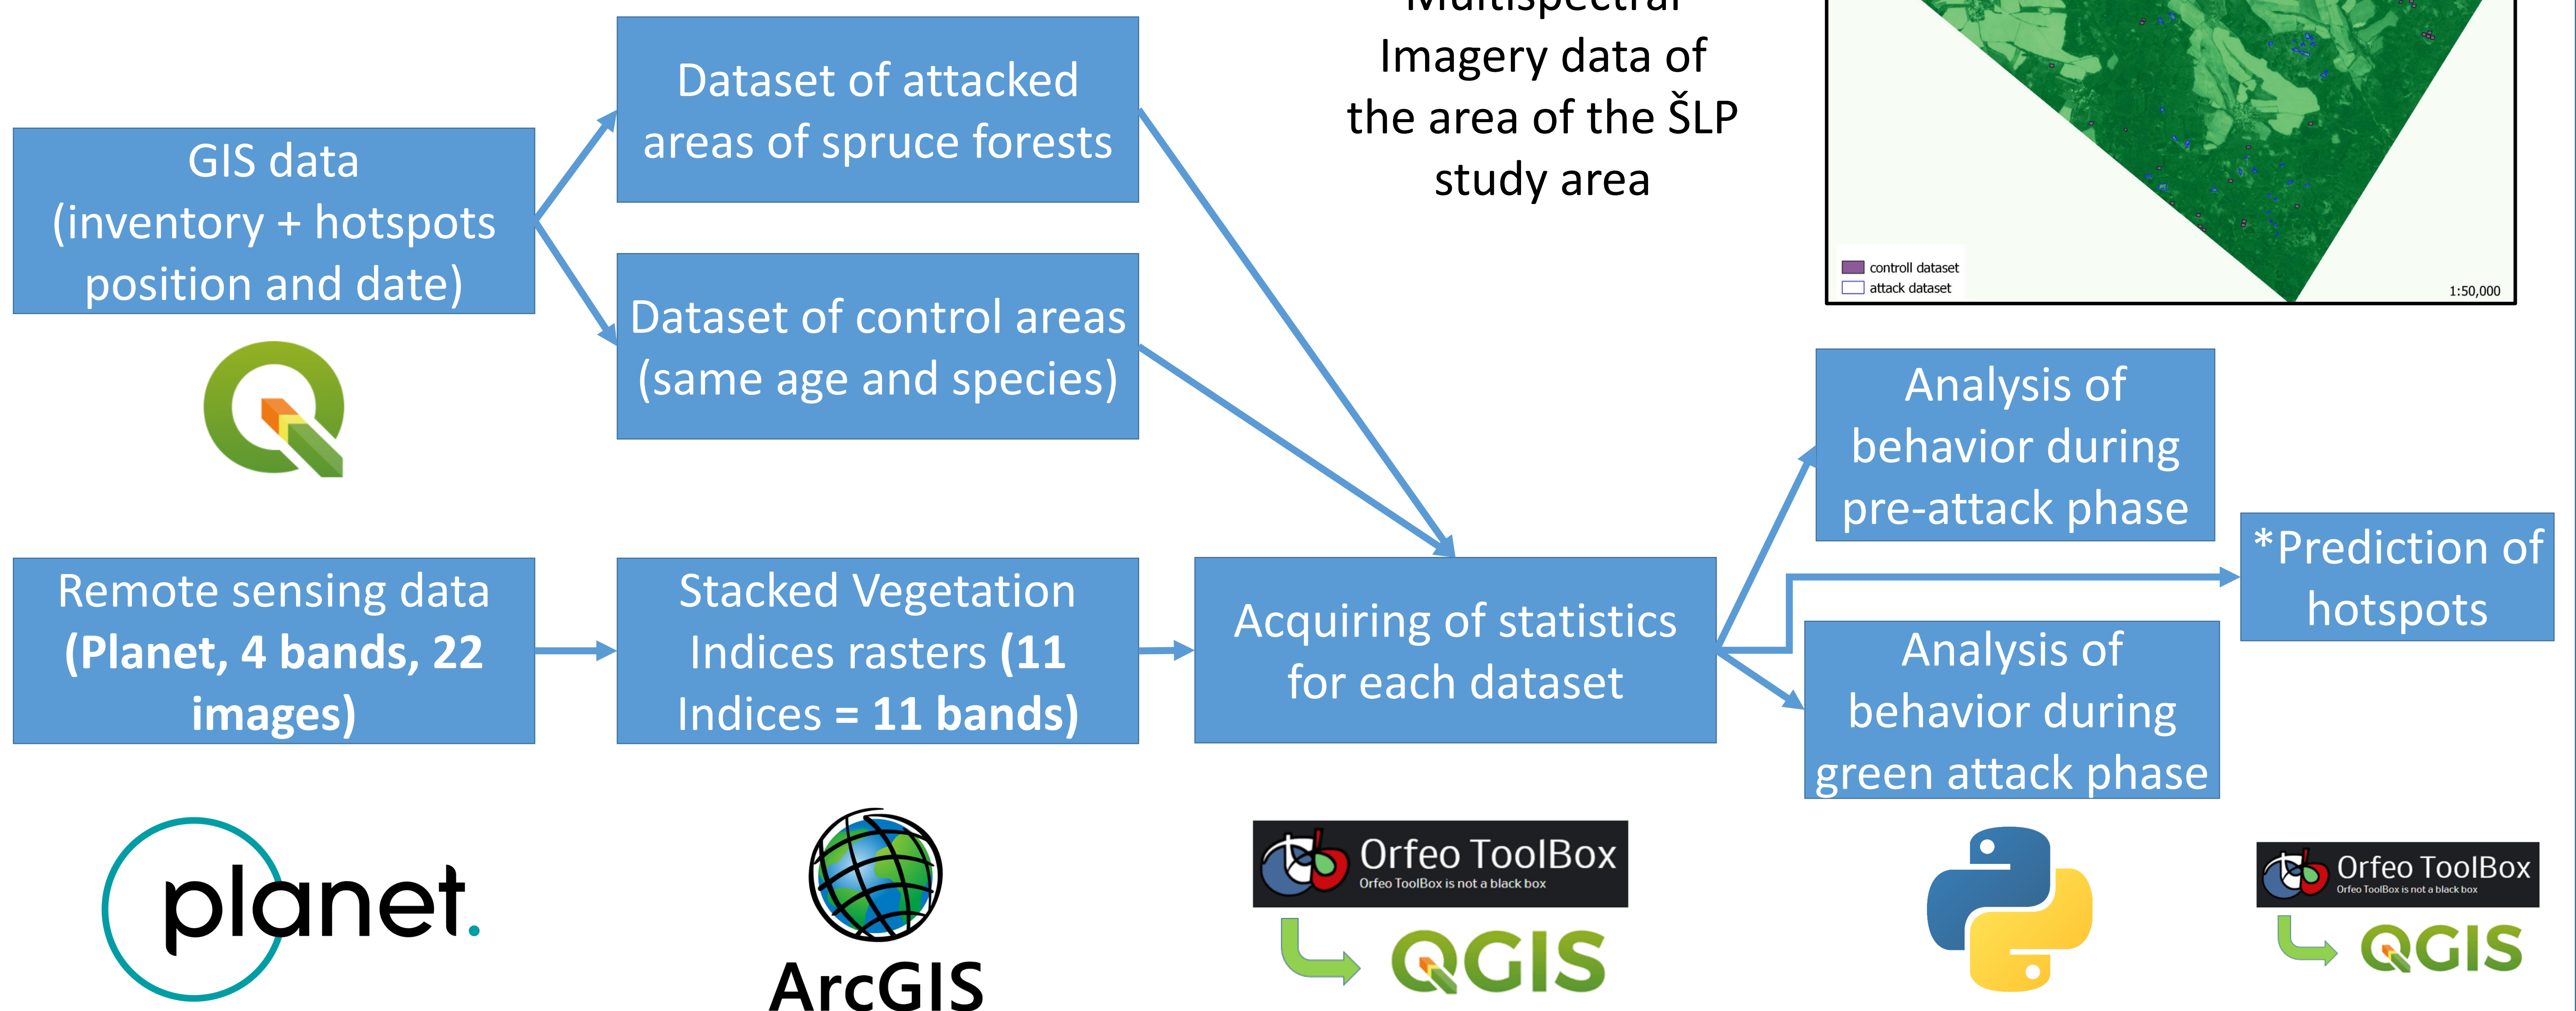 Multispectral
Imagery data of
the area of the ŠLP
study area
controll dataset
attack dataset
1:50,000
GIS data
(inventory + hotspots
position and date)
Dataset of attacked
areas of spruce forests
Dataset of control areas
(same age and species)
Remote sensing data
(Planet, 4 bands, 22
images)
Stacked Vegetation
Indices rasters (11
Indices = 11 bands)
Acquiring of statistics
for each dataset
Analysis of
behavior during
pre-attack phase
*Prediction of
hotspots
Analysis of
behavior during
green attack phase
planet.
ArcGIS
Orfeo ToolBox
Orfeo ToolBox is not a black box
QGIS
Orfeo ToolBox
Orfeo ToolBox is not a black box
QGIS